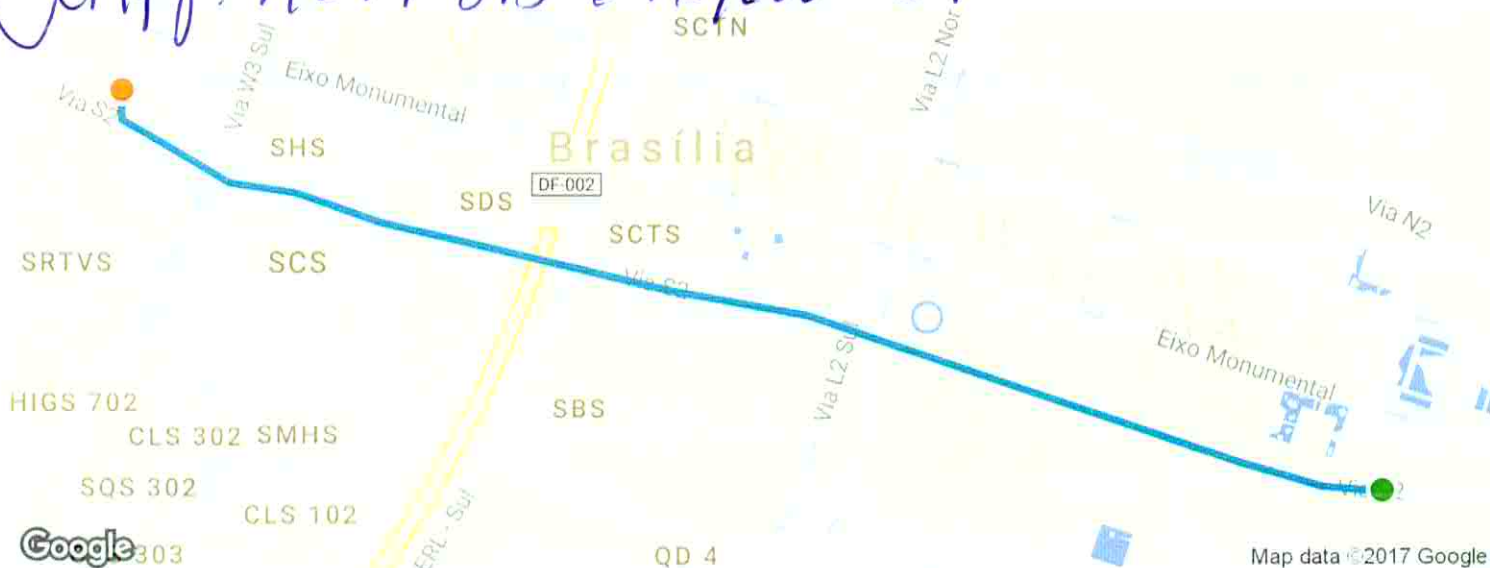 SCTN
Via L2 Nor
Via W3 Sul
Eixo Monumental
Via S2
SHS
Brasília
DF-002
SDS
SCTS
Via N2
SRTVS
SCS
Via S2
Eixo Monumental
Via L2 Sul
HIGS 702
SBS
CLS 302
SMHS
SQS 302
CLS 102
ERL - Sul
Google
303
QD 4
Map data ©2017 Google